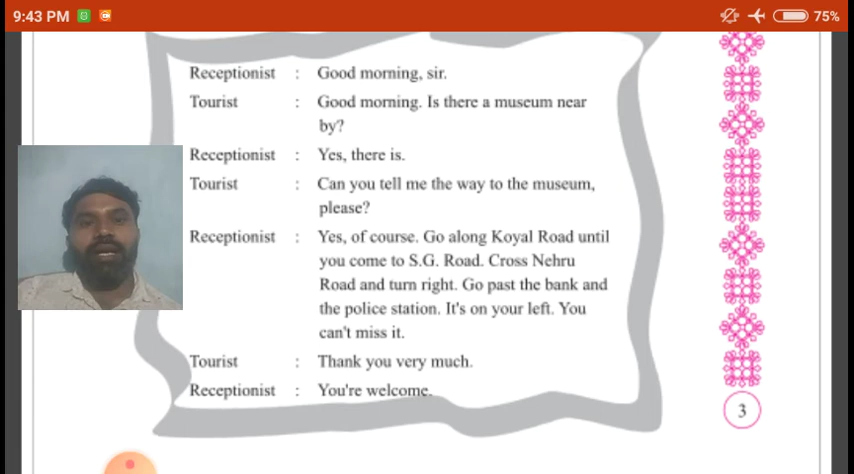 9:43 PM 75%
Receptionist : Good morning, sir.
Tourist : Good morning. Is there a museum near
by?
Receptionist : Yes, there is.
Tourist : Can you tell me the way to the museum,
please?
Receptionist : Yes, of course. Go along Koyal Road until
you come to S.G. Road. Cross Nehru
Road and turn right. Go past the bank and
the police station. It's on your left. You
can't miss it.
Tourist : Thank you very much.
Receptionist : You're welcome.
3